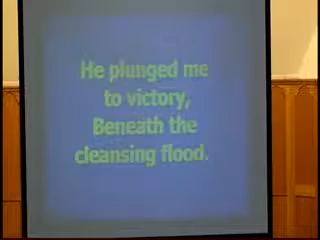 He plunged me
to victory,
Beneath the
cleansing flood.